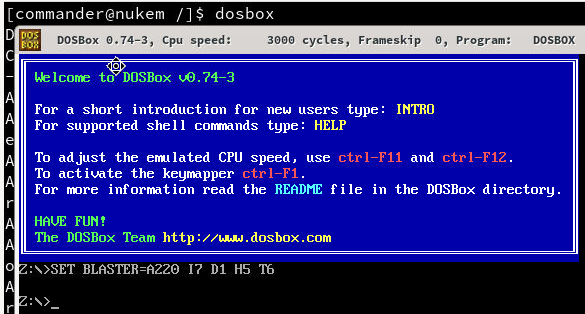 [commander@nukem /]$ dosbox
DOS
BOX
DOSBox 0.74-3, Cpu speed: 3000 cycles, Frameskip 0, Program: DOSBOX
Welcome to DOSBox v0.74-3
For a short introduction for new users type: INTRO
For supported shell commands type: HELP
To adjust the emulated CPU speed, use ctrl-F11 and ctrl-F12.
To activate the keymapper ctrl-F1.
For more information read the README file in the DOSBox directory.
HAVE FUN!
The DOSBox Team http://www.dosbox.com
Z:\>SET BLASTER=A220 I7 D1 H5 T6
Z:\>_